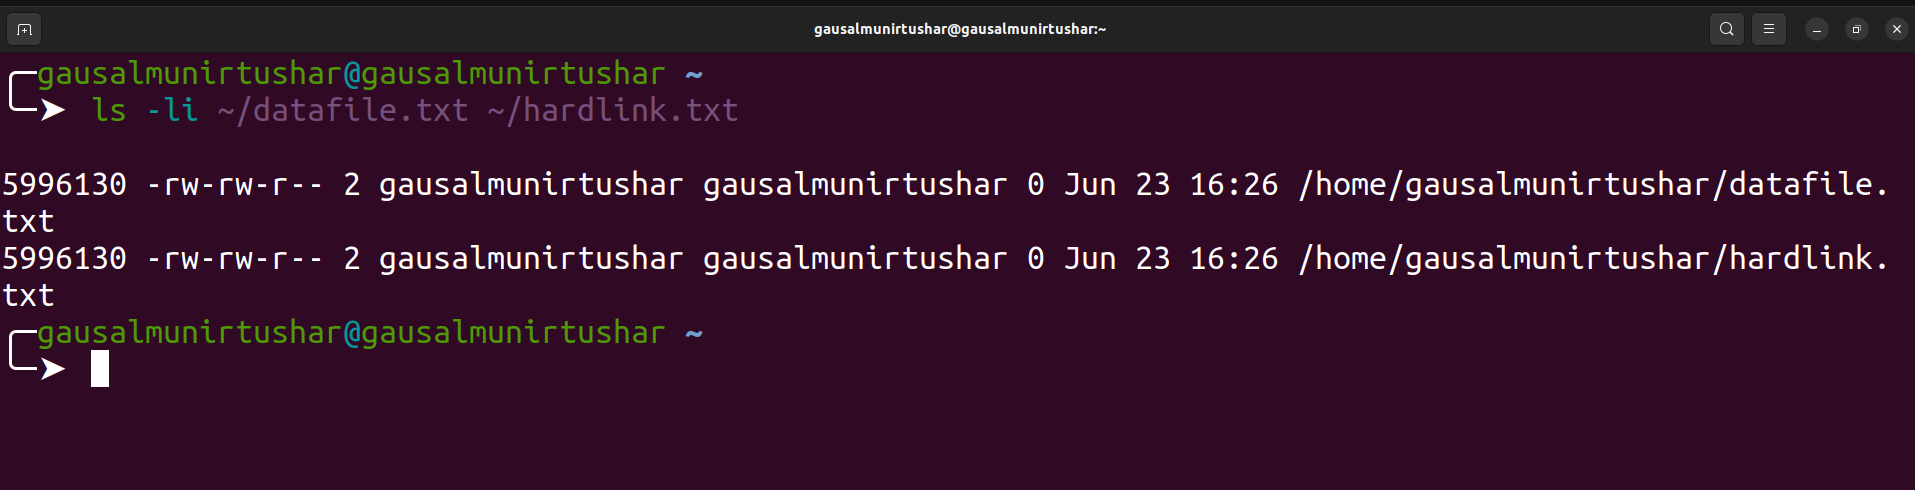 gausalmunirtushar@gausalmunirtushar:~
gausalmunirtushar@gausalmunirtushar ~
➤ ls -li ~/datafile.txt ~/hardlink.txt
5996130 -rw-rw-r-- 2 gausalmunirtushar gausalmunirtushar 0 Jun 23 16:26 /home/gausalmunirtushar/datafile.
txt
5996130 -rw-rw-r-- 2 gausalmunirtushar gausalmunirtushar 0 Jun 23 16:26 /home/gausalmunirtushar/hardlink.
txt
gausalmunirtushar@gausalmunirtushar ~
➤